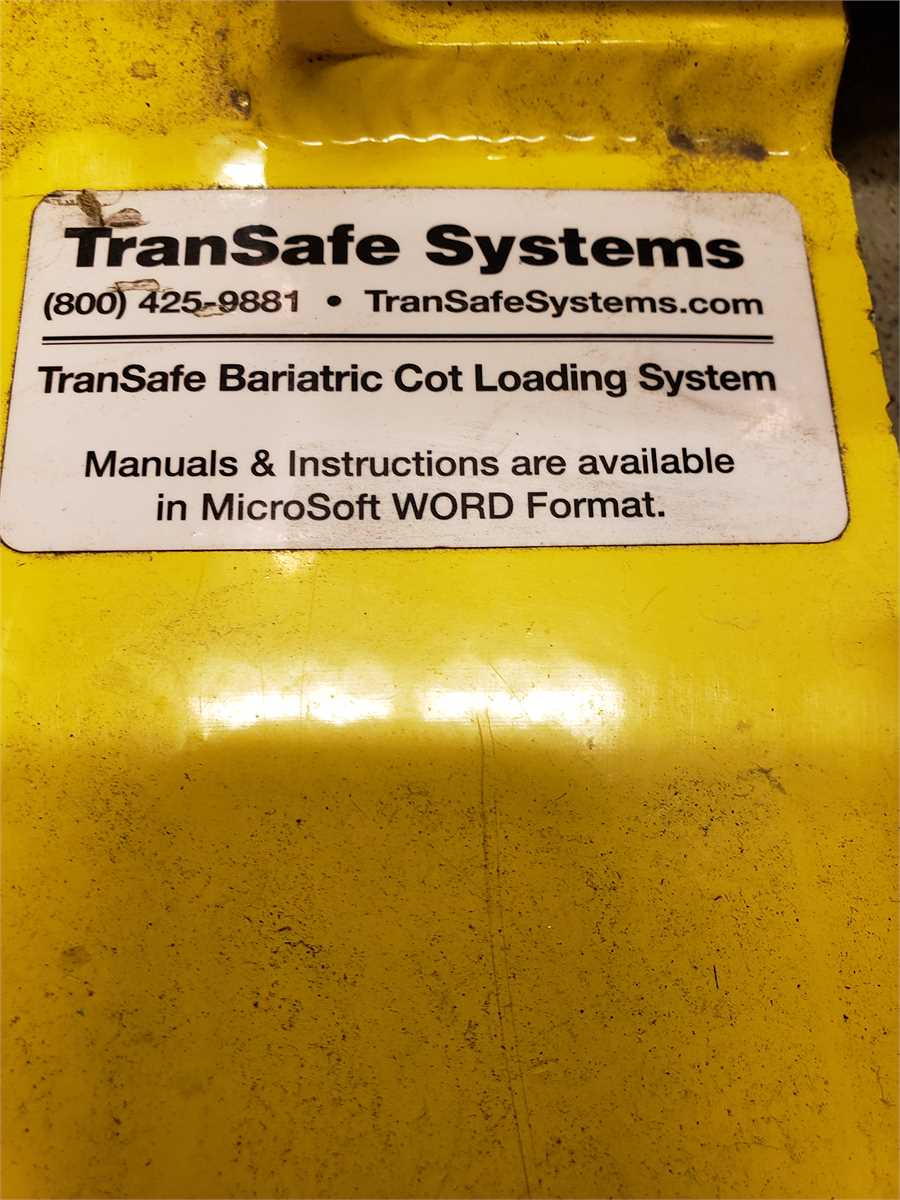 TranSafe Systems
(800) 425-9881 • TranSafeSystems.com
TranSafe Bariatric Cot Loading System
Manuals & Instructions are available
in MicroSoft WORD Format.